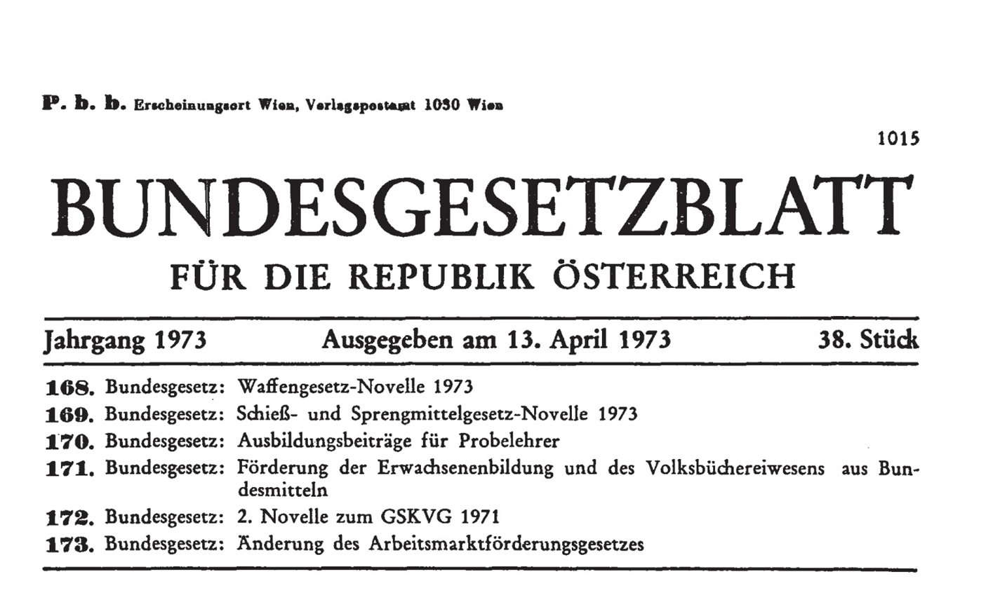 P. b. b. Erscheinungsort Wien, Verlagspostamt 1030 Wien
1015
BUNDESGESETZBLATT
FÜR DIE REPUBLIK ÖSTERREICH
Jahrgang 1973 Ausgegeben am 13. April 1973 38. Stück
168. Bundesgesetz: Waffengesetz-Novelle 1973
169. Bundesgesetz: Schieß- und Sprengmittelgesetz-Novelle 1973
170. Bundesgesetz: Ausbildungsbeiträge für Probelehrer
171. Bundesgesetz: Förderung der Erwachsenenbildung und des Volksbüchereiwesens aus Bun-
desmitteln
172. Bundesgesetz: 2. Novelle zum GSKVG 1971
173. Bundesgesetz: Änderung des Arbeitsmarktförderungsgesetzes